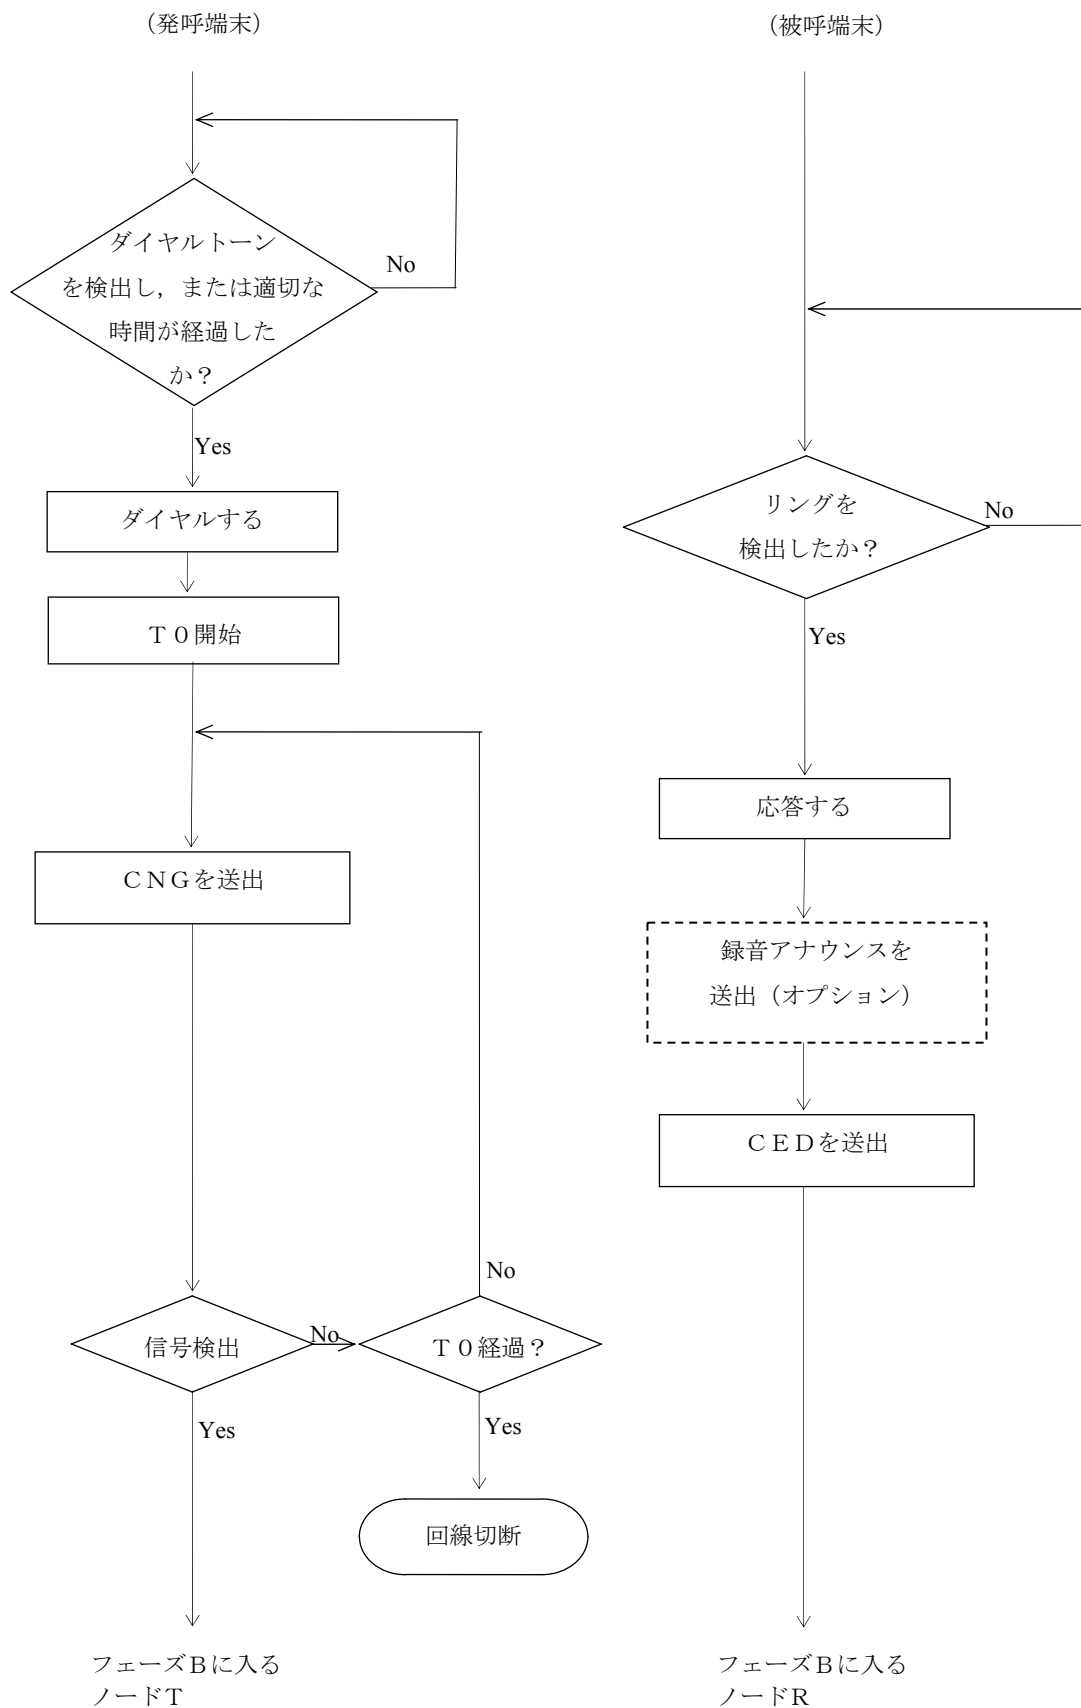 (発呼端末)
ダイヤルトーン
を検出し，または適切な
時間が経過した
か？
No
Yes
ダイヤルする
Ｔ０開始
ＣＮＧを送出
信号検出
No
Ｔ０経過？
No
Yes
Yes
回線切断
フェーズＢに入る
ノードＴ
(被呼端末)
リングを
検出したか？
No
Yes
応答する
録音アナウンスを
送出（オプション）
ＣＥＤを送出
フェーズＢに入る
ノードＲ